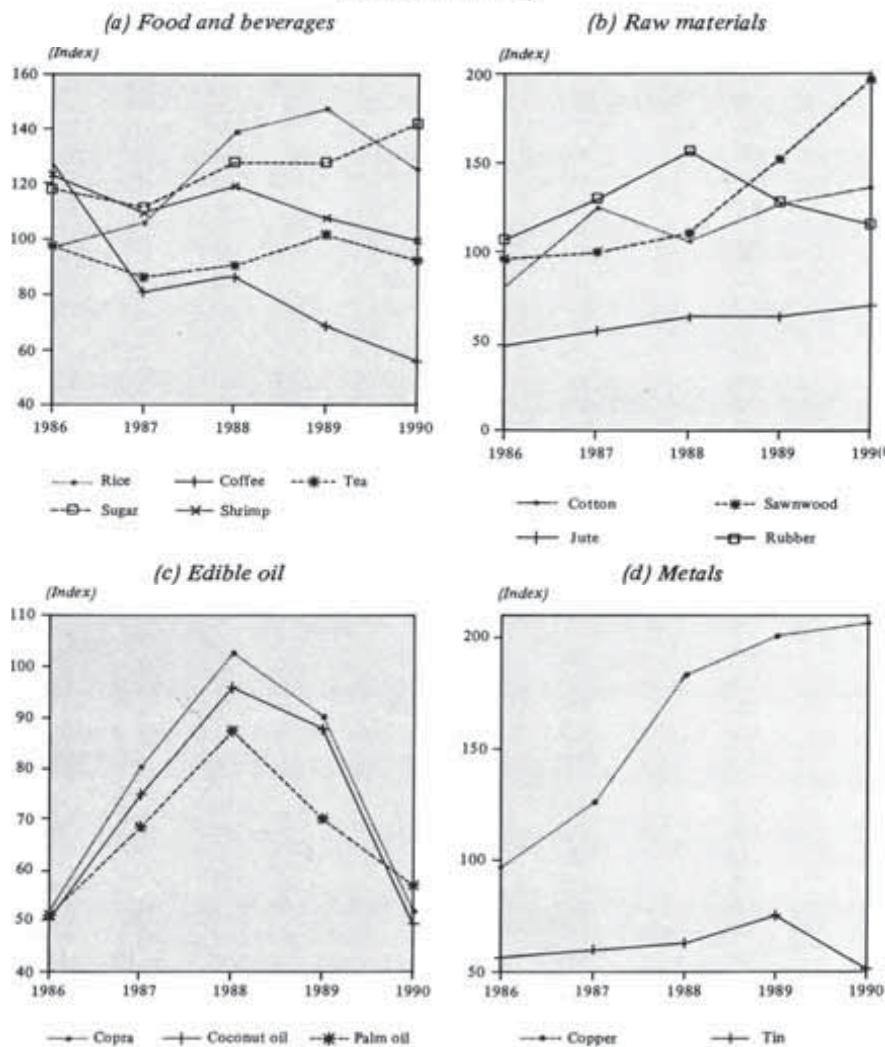 (a) Food and beverages
(Index)
160
140
120
100
80
60
40
1986 1987 1988 1989 1990
Rice Coffee Tea
Sugar Shrimp
(b) Raw materials
(Index)
200
150
100
50
0
1986 1987 1988 1989 1990
Cotton Sawnwood
Jute Rubber
(c) Edible oil
(Index)
110
100
90
80
70
60
50
40
1986 1987 1988 1989 1990
Copra Coconut oil Palm oil
(d) Metals
(Index)
200
150
100
50
1986 1987 1988 1989 1990
Copper Tin